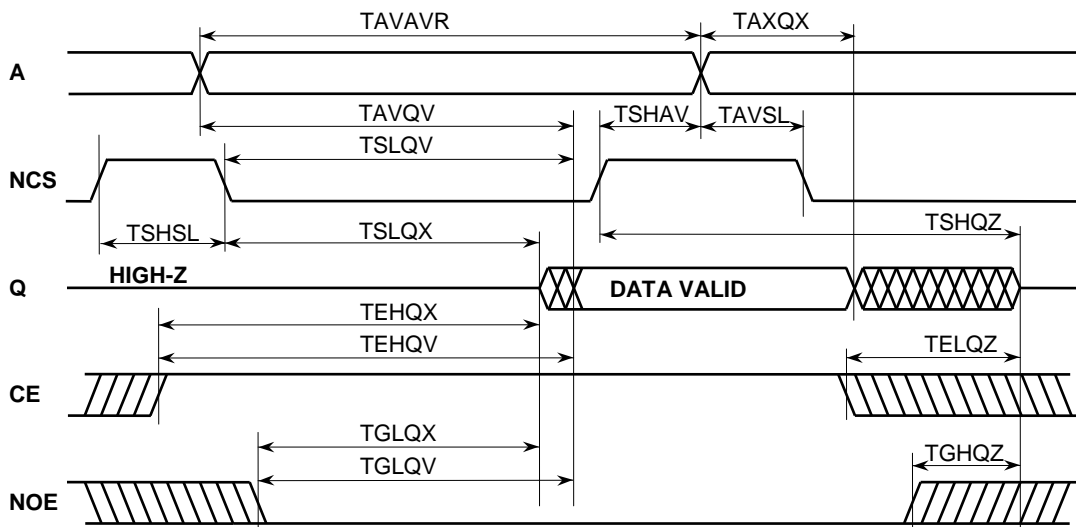 TAVAVR TAXQX
A
TAVQV TSHAV TAVSL
TSLQV
NCS
TSHSL TSLQX TSHQZ
HIGH-Z
Q DATA VALID
TEHQX
TEHQV TELQZ
CE
TGLQX
TGLQV TGHQZ
NOE